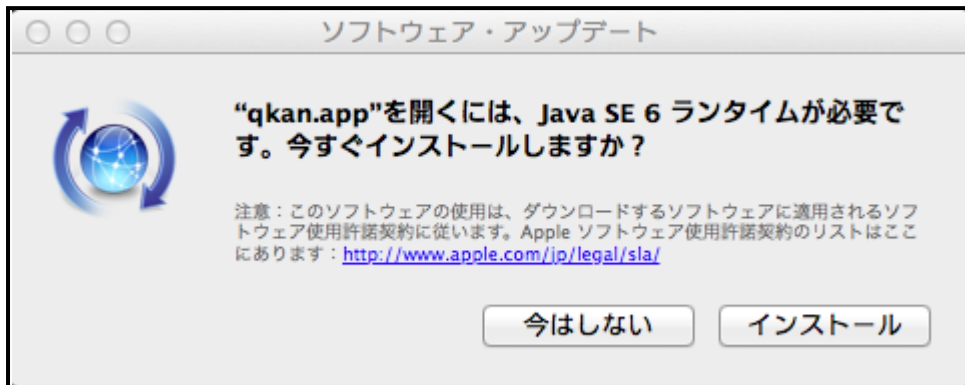 ソフトウェア・アップデート
“qkan.app”を開くには、Java SE 6 ランタイムが必要で
す。今すぐインストールしますか？
注意：このソフトウェアの使用は、ダウンロードするソフトウェアに適用されるソフ
トウェア使用許諾契約に従います。Apple ソフトウェア使用許諾契約のリストはここ
にあります：http://www.apple.com/jp/legal/sla/
今はしない
インストール